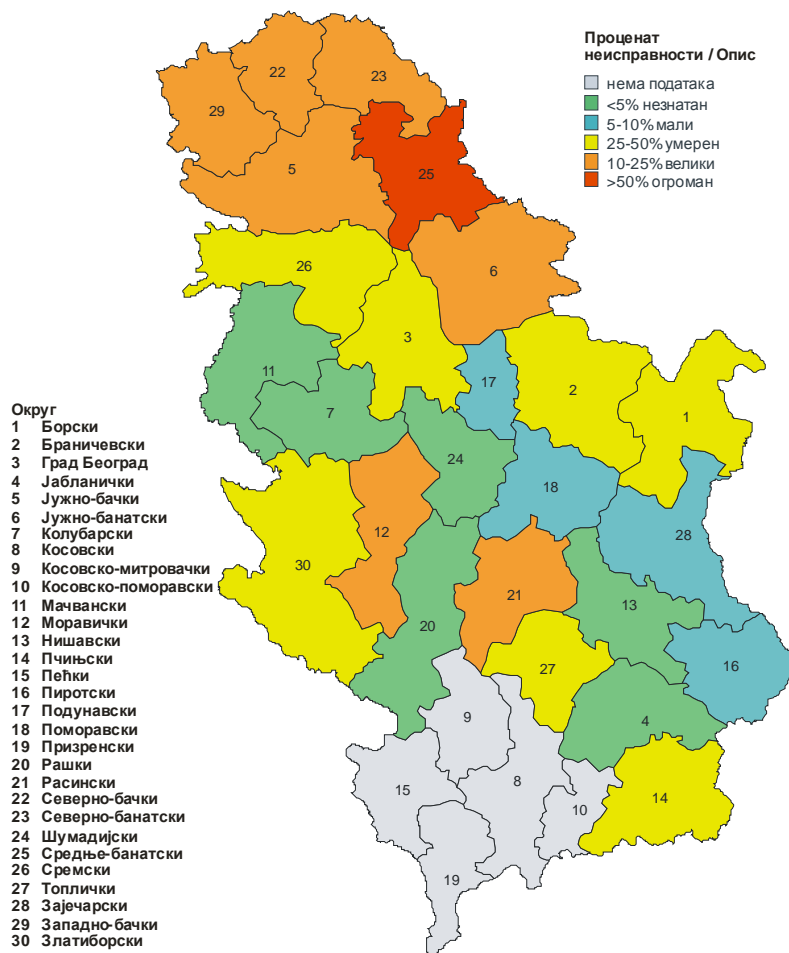 Проценат
неисправности / Опис
нема података
<5% незнатан
5-10% мали
25-50% умерен
10-25% велики
>50% огроман
22
23
29
5
25
26
6
3
11
17
2
1
7
24
18
12
28
30
21
13
20
27
16
9
4
15
8
10
14
19
Округ
1 Борски
2 Браничевски
3 Град Београд
4 Јабланички
5 Јужно-бачки
6 Јужно-банатски
7 Колубарски
8 Косовски
9 Косовско-митровачки
10 Косовско-поморавски
11 Мачвански
12 Моравички
13 Нишавски
14 Пчињски
15 Пећки
16 Пиротски
17 Подунавски
18 Поморавски
19 Призренски
20 Рашки
21 Расински
22 Северно-бачки
23 Северно-банатски
24 Шумадијски
25 Средње-банатски
26 Сремски
27 Топлички
28 Зајечарски
29 Западно-бачки
30 Златиборски